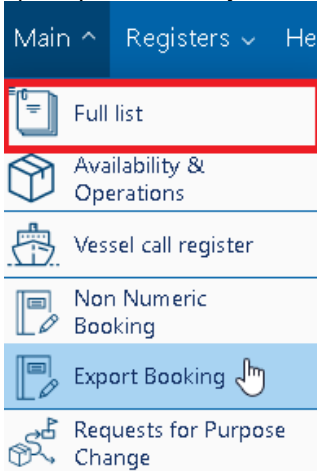 Main Registers He
Full list
Availability &
Operations
Vessel call register
Non Numeric
Booking
Export Booking
Requests for Purpose
Change